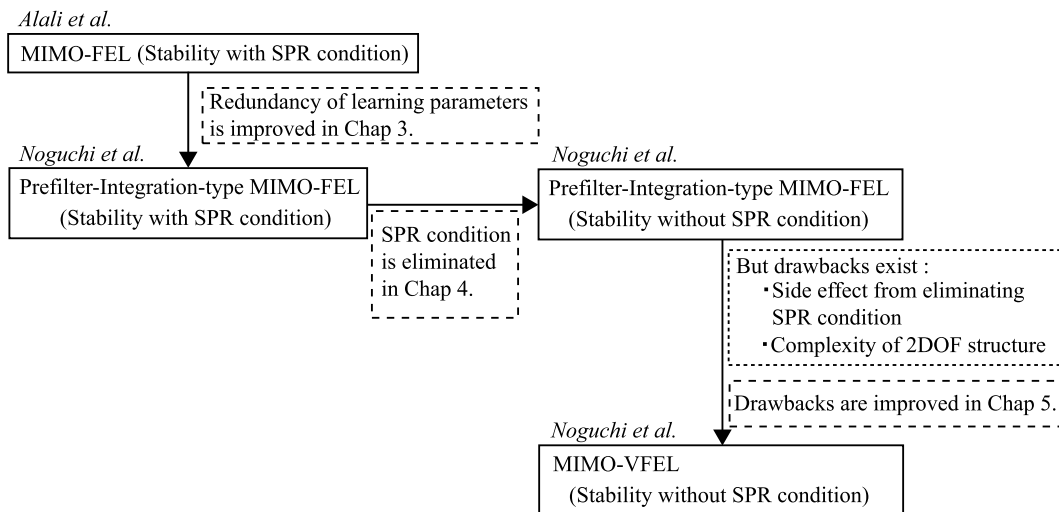 Alali et al.
MIMO-FEL (Stability with SPR condition)
Redundancy of learning parameters
is improved in Chap 3.
Noguchi et al.
Prefilter-Integration-type MIMO-FEL
(Stability with SPR condition)
SPR condition
is eliminated
in Chap 4.
Noguchi et al.
Prefilter-Integration-type MIMO-FEL
(Stability without SPR condition)
But drawbacks exist :
・Side effect from eliminating
SPR condition
・Complexity of 2DOF structure
Drawbacks are improved in Chap 5.
Noguchi et al.
MIMO-VFEL
(Stability without SPR condition)